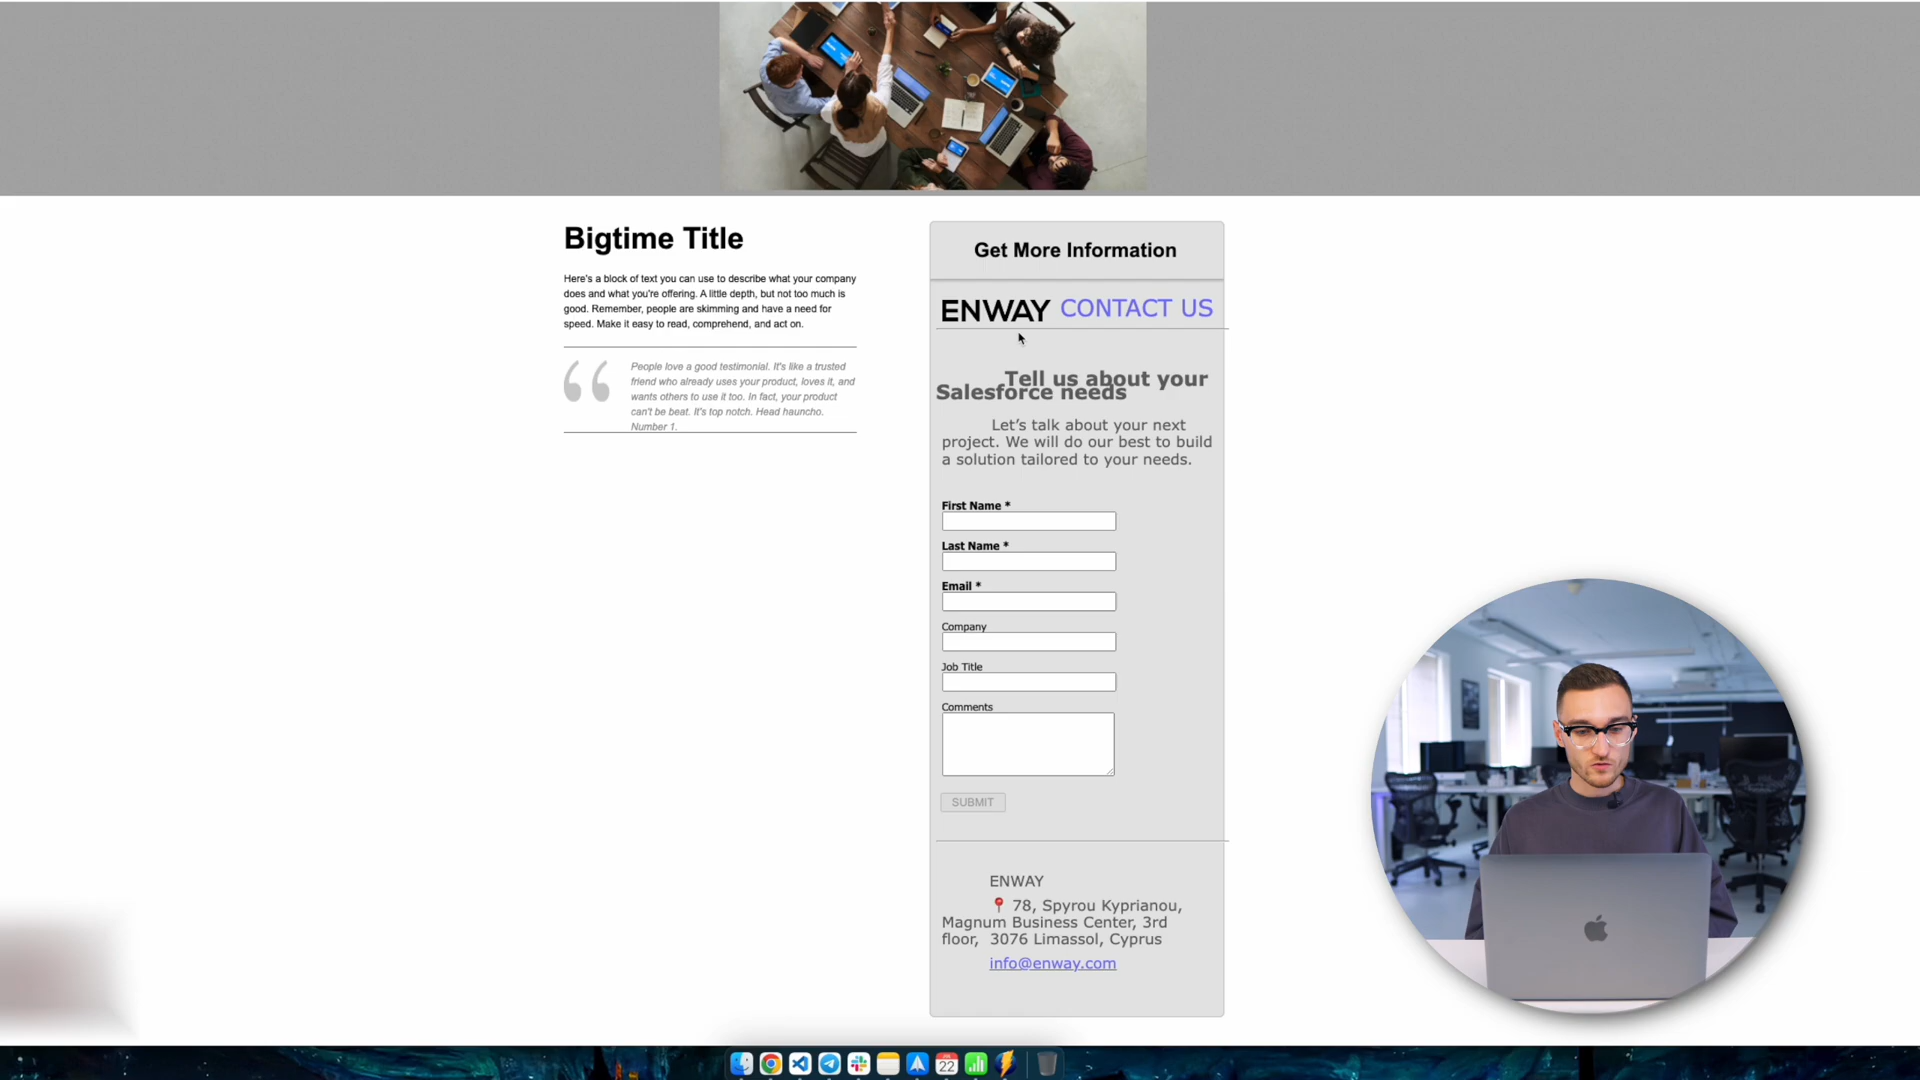 Bigtime Title
Here's a block of text you can use to describe what your company
does and what you're offering. A little depth, but not too much is
good. Remember, people are skimming and have a need for
speed. Make it easy to read, comprehend, and act on.
People love a good testimonial. It's like a trusted
friend who already uses your product, loves it, and
wants others to use it too. In fact, your product
can't be beat. It's top notch. Head hauncho.
Number 1.
Get More Information
ENWAY CONTACT US
Tell us about your
Salesforce needs
Let’s talk about your next
project. We will do our best to build
a solution tailored to your needs.
First Name *
Last Name *
Email *
Company
Job Title
Comments
SUBMIT
ENWAY
78, Spyrou Kyprianou,
Magnum Business Center, 3rd
floor, 3076 Limassol, Cyprus
info@enway.com
22